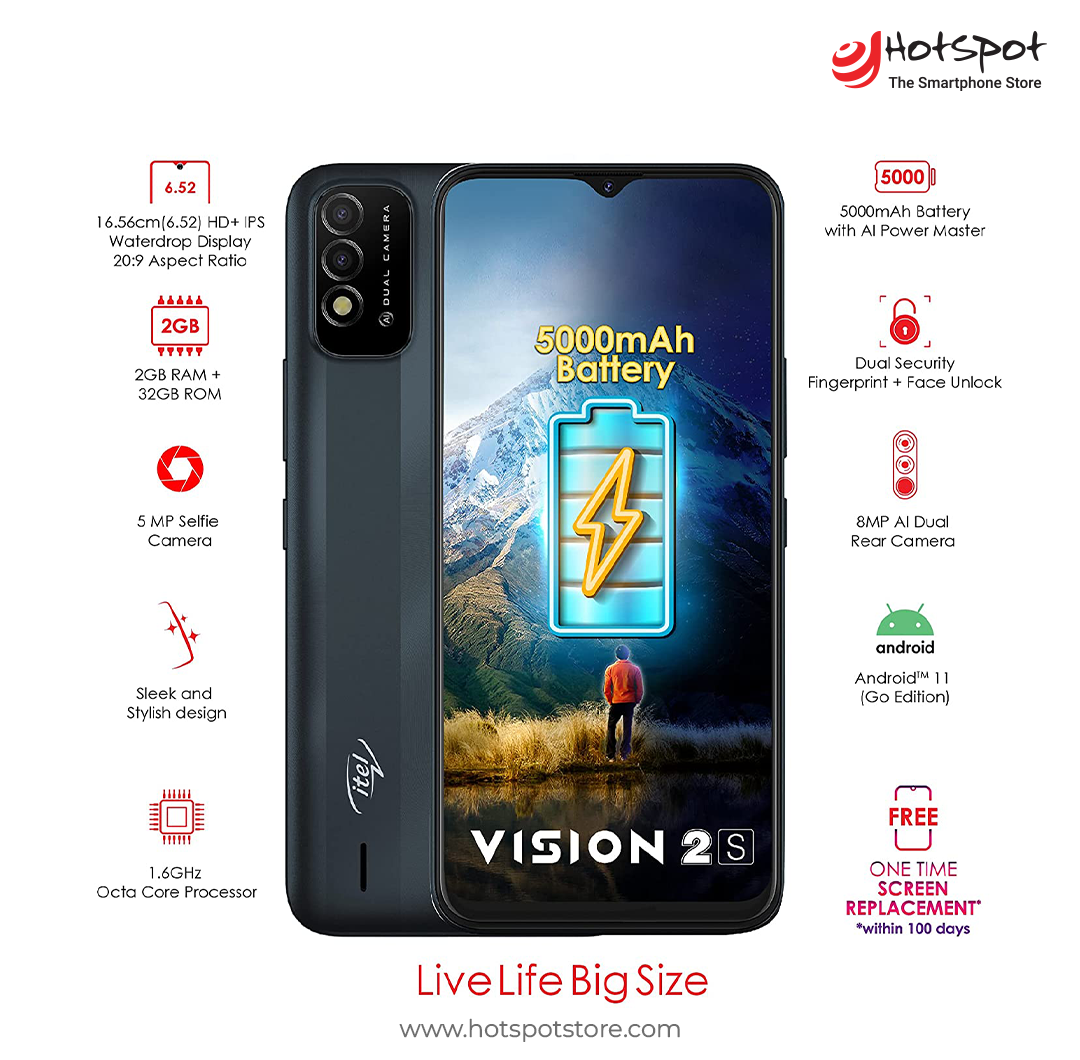 HOTSPOT
The Smartphone Store
6.52
16.56cm(6.52) HD+ IPS
Waterdrop Display
20:9 Aspect Ratio
2GB
2GB RAM +
32GB ROM
5 MP Selfie
Camera
Sleek and
Stylish design
1.6GHz
Octa Core Processor
AI DUAL CAMERA
itel
5000mAh
Battery
VISION 2S
5000
5000mAh Battery
with AI Power Master
Dual Security
Fingerprint + Face Unlock
8MP AI Dual
Rear Camera
android
Android™ 11
(Go Edition)
FREE
ONE TIME
SCREEN
REPLACEMENT*
*within 100 days
Live Life Big Size
www.hotspotstore.com